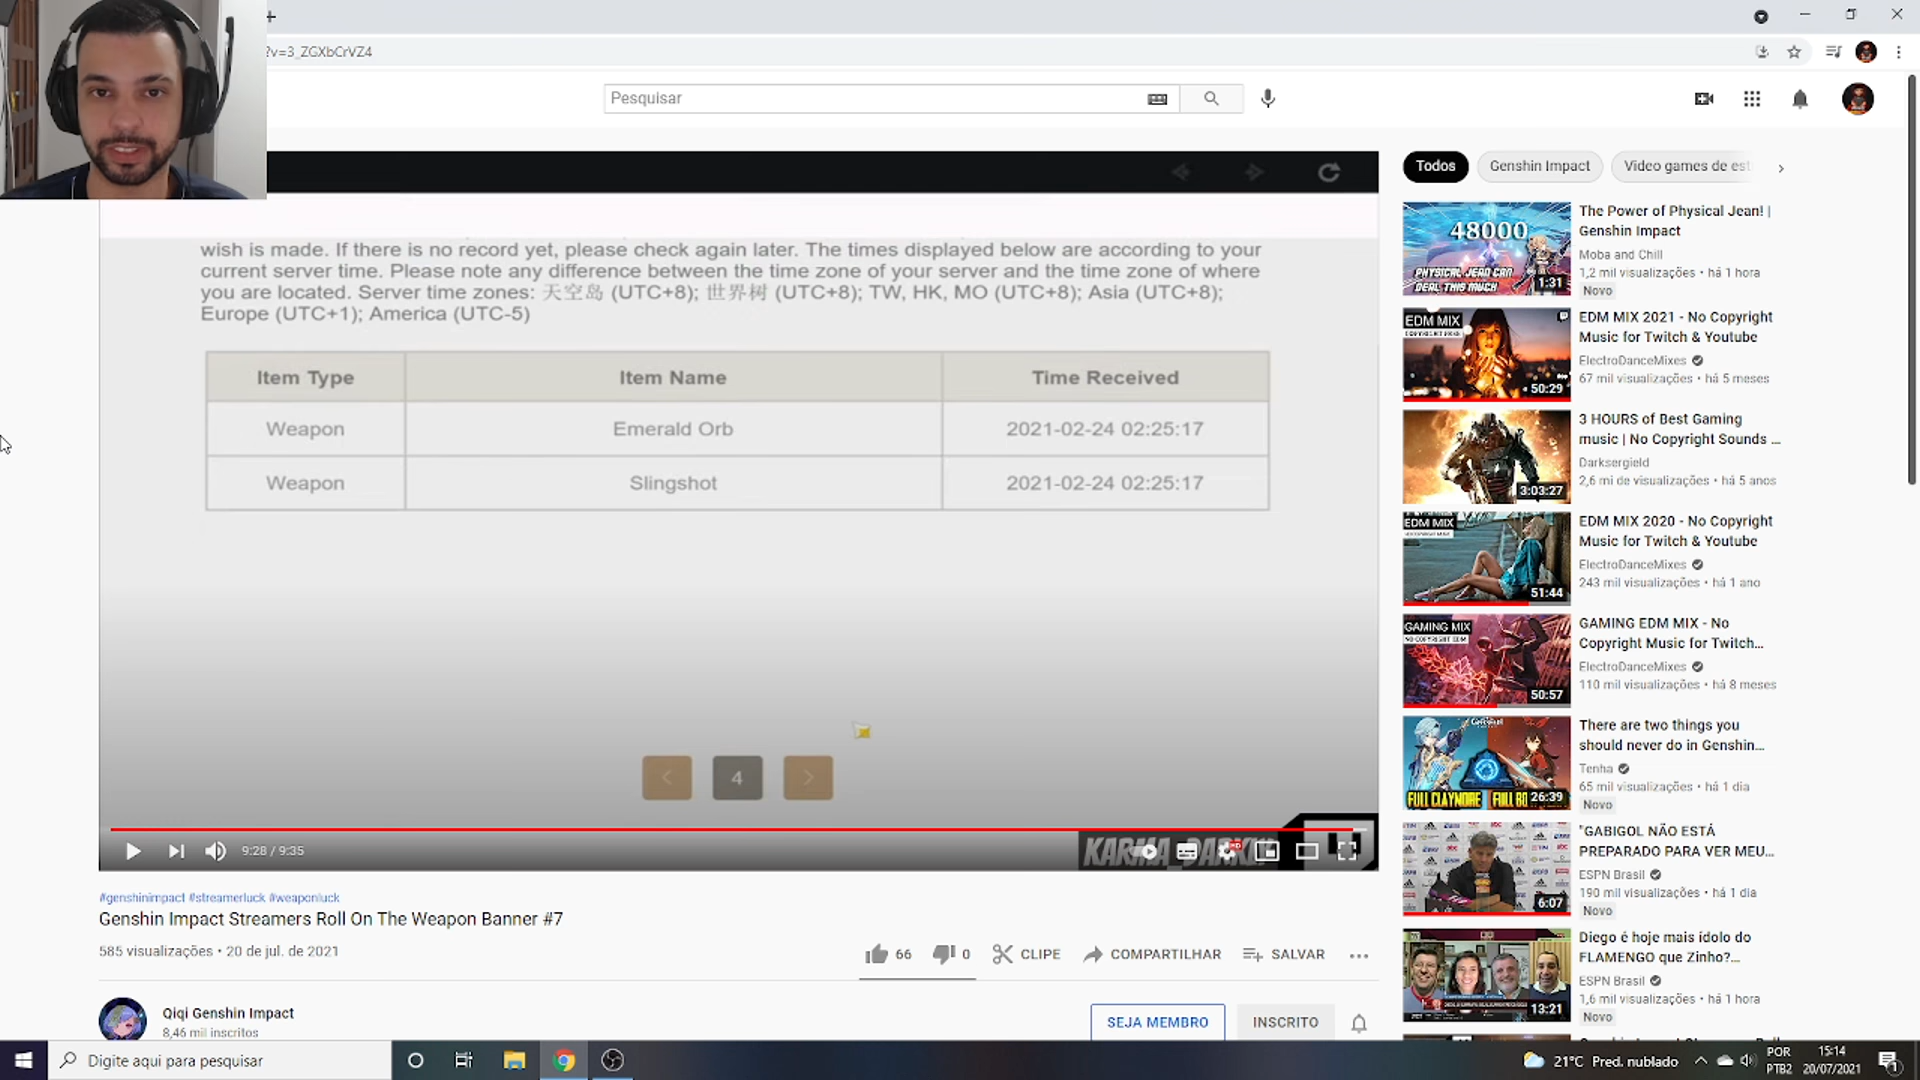 ?v=3_ZGXbCrVZ4
Pesquisar
wish is made. If there is no record yet, please check again later. The times displayed below are according to your
current server time. Please note any difference between the time zone of your server and the time zone of where
you are located. Server time zones: 天空岛 (UTC+8); 世界树 (UTC+8); TW, HK, MO (UTC+8); Asia (UTC+8);
Europe (UTC+1); America (UTC-5)
Item Type Item Name Time Received
Weapon Emerald Orb 2021-02-24 02:25:17
Weapon Slingshot 2021-02-24 02:25:17
< 4 >
9:28 / 9:35
HD
#genshinimpact #streamerluck #weaponluck
Genshin Impact Streamers Roll On The Weapon Banner #7
585 visualizações • 20 de jul. de 2021
66 0 CLIPE COMPARTILHAR SALVAR
Qiqi Genshin Impact
8,46 mil inscritos
SEJA MEMBRO INSCRITO
Todos Genshin Impact Video games de est
48000
PHYSICAL JEAN CAN
DEAL THIS MUCH
1:31
The Power of Physical Jean! |
Genshin Impact
Moba and Chill
1,2 mil visualizações • há 1 hora
Novo
EDM MIX
50:29
EDM MIX 2021 - No Copyright
Music for Twitch & Youtube
ElectroDanceMixes
67 mil visualizações • há 5 meses
3:03:27
3 HOURS of Best Gaming
music | No Copyright Sounds ...
Darksergield
2,6 mi de visualizações • há 5 anos
EDM MIX
51:44
EDM MIX 2020 - No Copyright
Music for Twitch & Youtube
ElectroDanceMixes
243 mil visualizações • há 1 ano
GAMING MIX
NO COPYRIGHT EDM
50:57
GAMING EDM MIX - No
Copyright Music for Twitch...
ElectroDanceMixes
110 mil visualizações • há 8 meses
FULL CLAYMORE
26:39
There are two things you
should never do in Genshin...
Tenha
65 mil visualizações • há 1 dia
Novo
6:07
"GABIGOL NÃO ESTÁ
PREPARADO PARA VER MEU...
ESPN Brasil
190 mil visualizações • há 1 dia
Novo
13:21
Diego é hoje mais ídolo do
FLAMENGO que Zinho?...
ESPN Brasil
1,6 mil visualizações • há 1 hora
Novo
Digite aqui para pesquisar
21°C Pred. nublado
POR
PTB2
15:14
20/07/2021
1